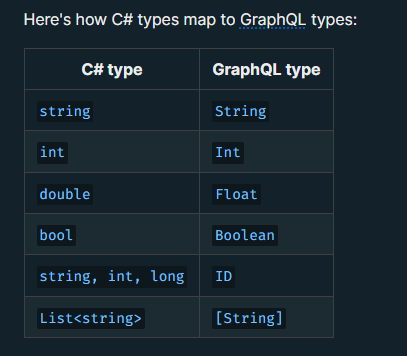 Here's how C# types map to GraphQL types:
C# type GraphQL type
string String
int Int
double Float
bool Boolean
string, int, long ID
List<string> [String]